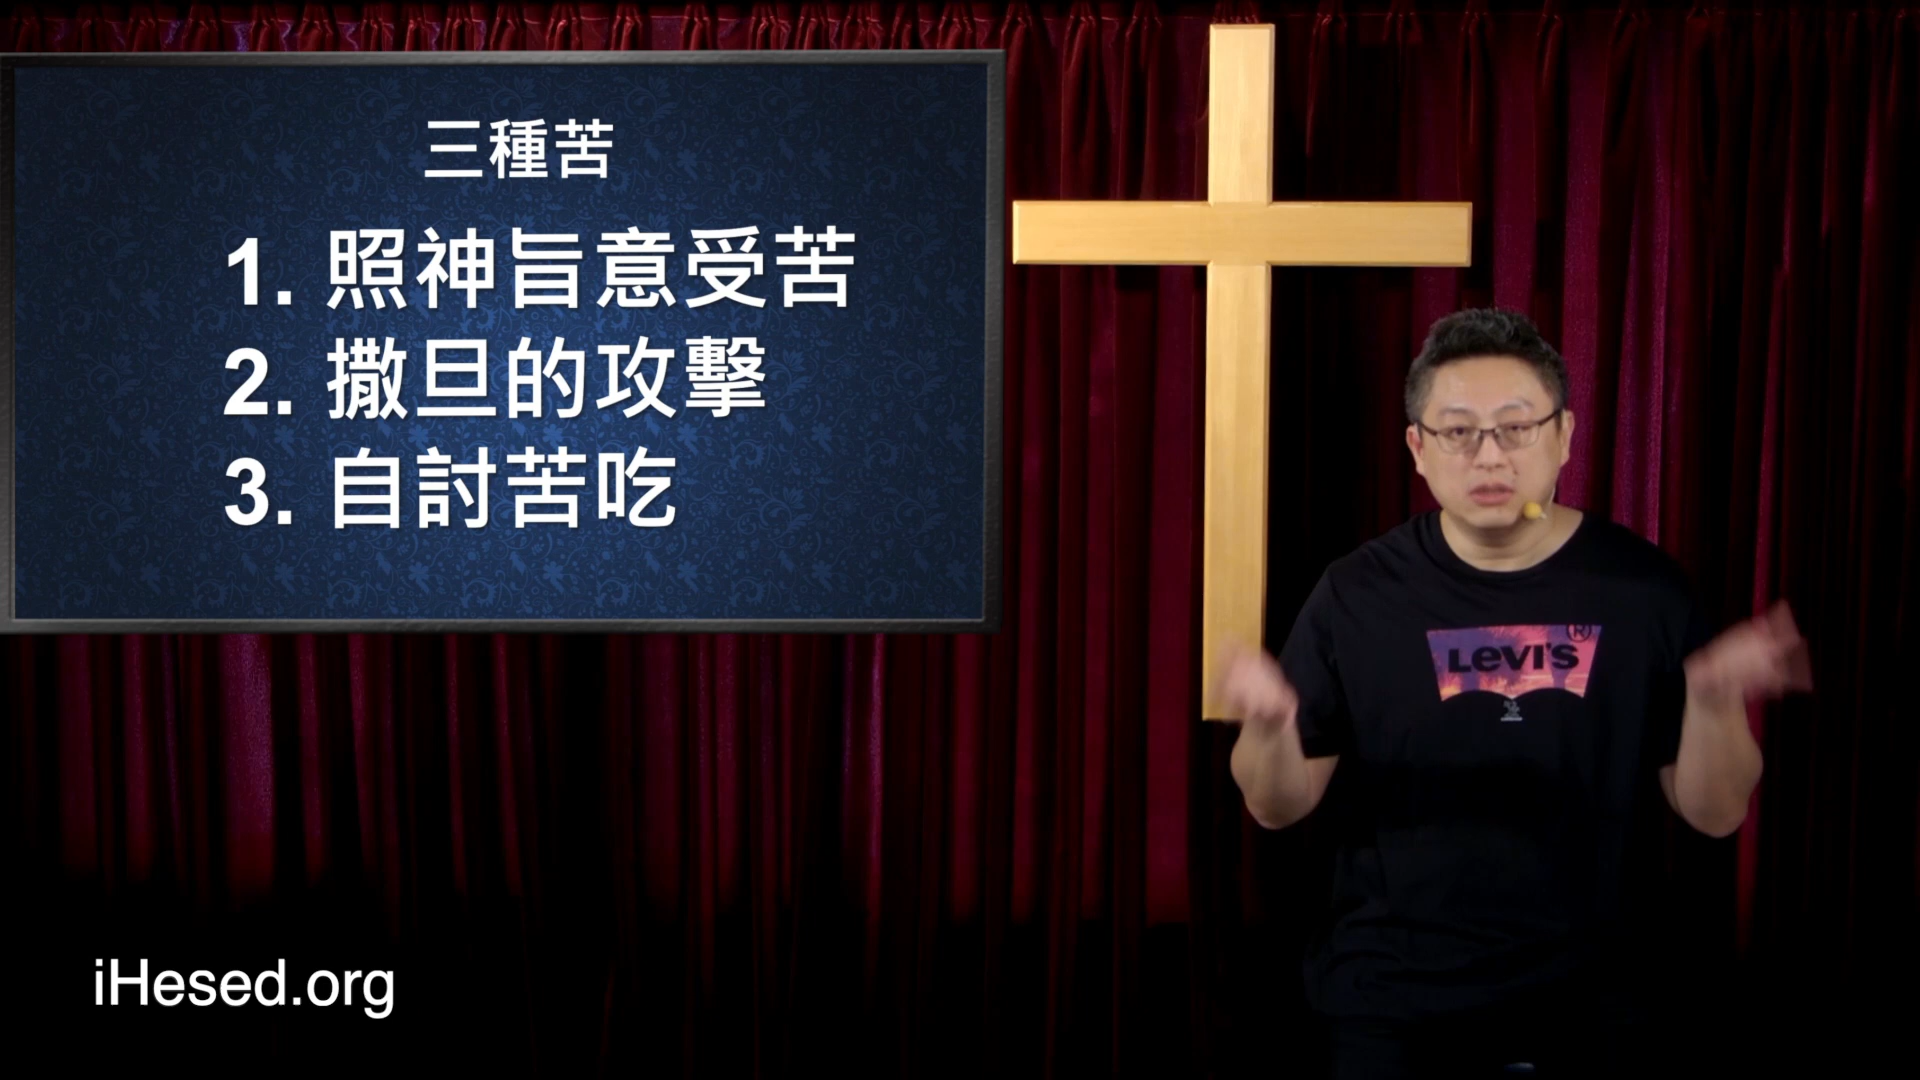 三種苦
1. 照神旨意受苦
2. 撒旦的攻擊
3. 自討苦吃
LEVI'S
®
iHesed.org